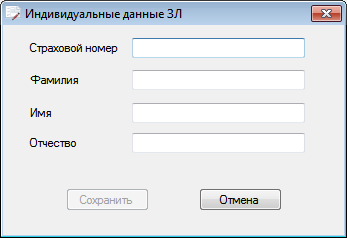 Индивидуальные данные ЗЛ
Страховой номер
Фамилия
Имя
Отчество
Сохранить Отмена